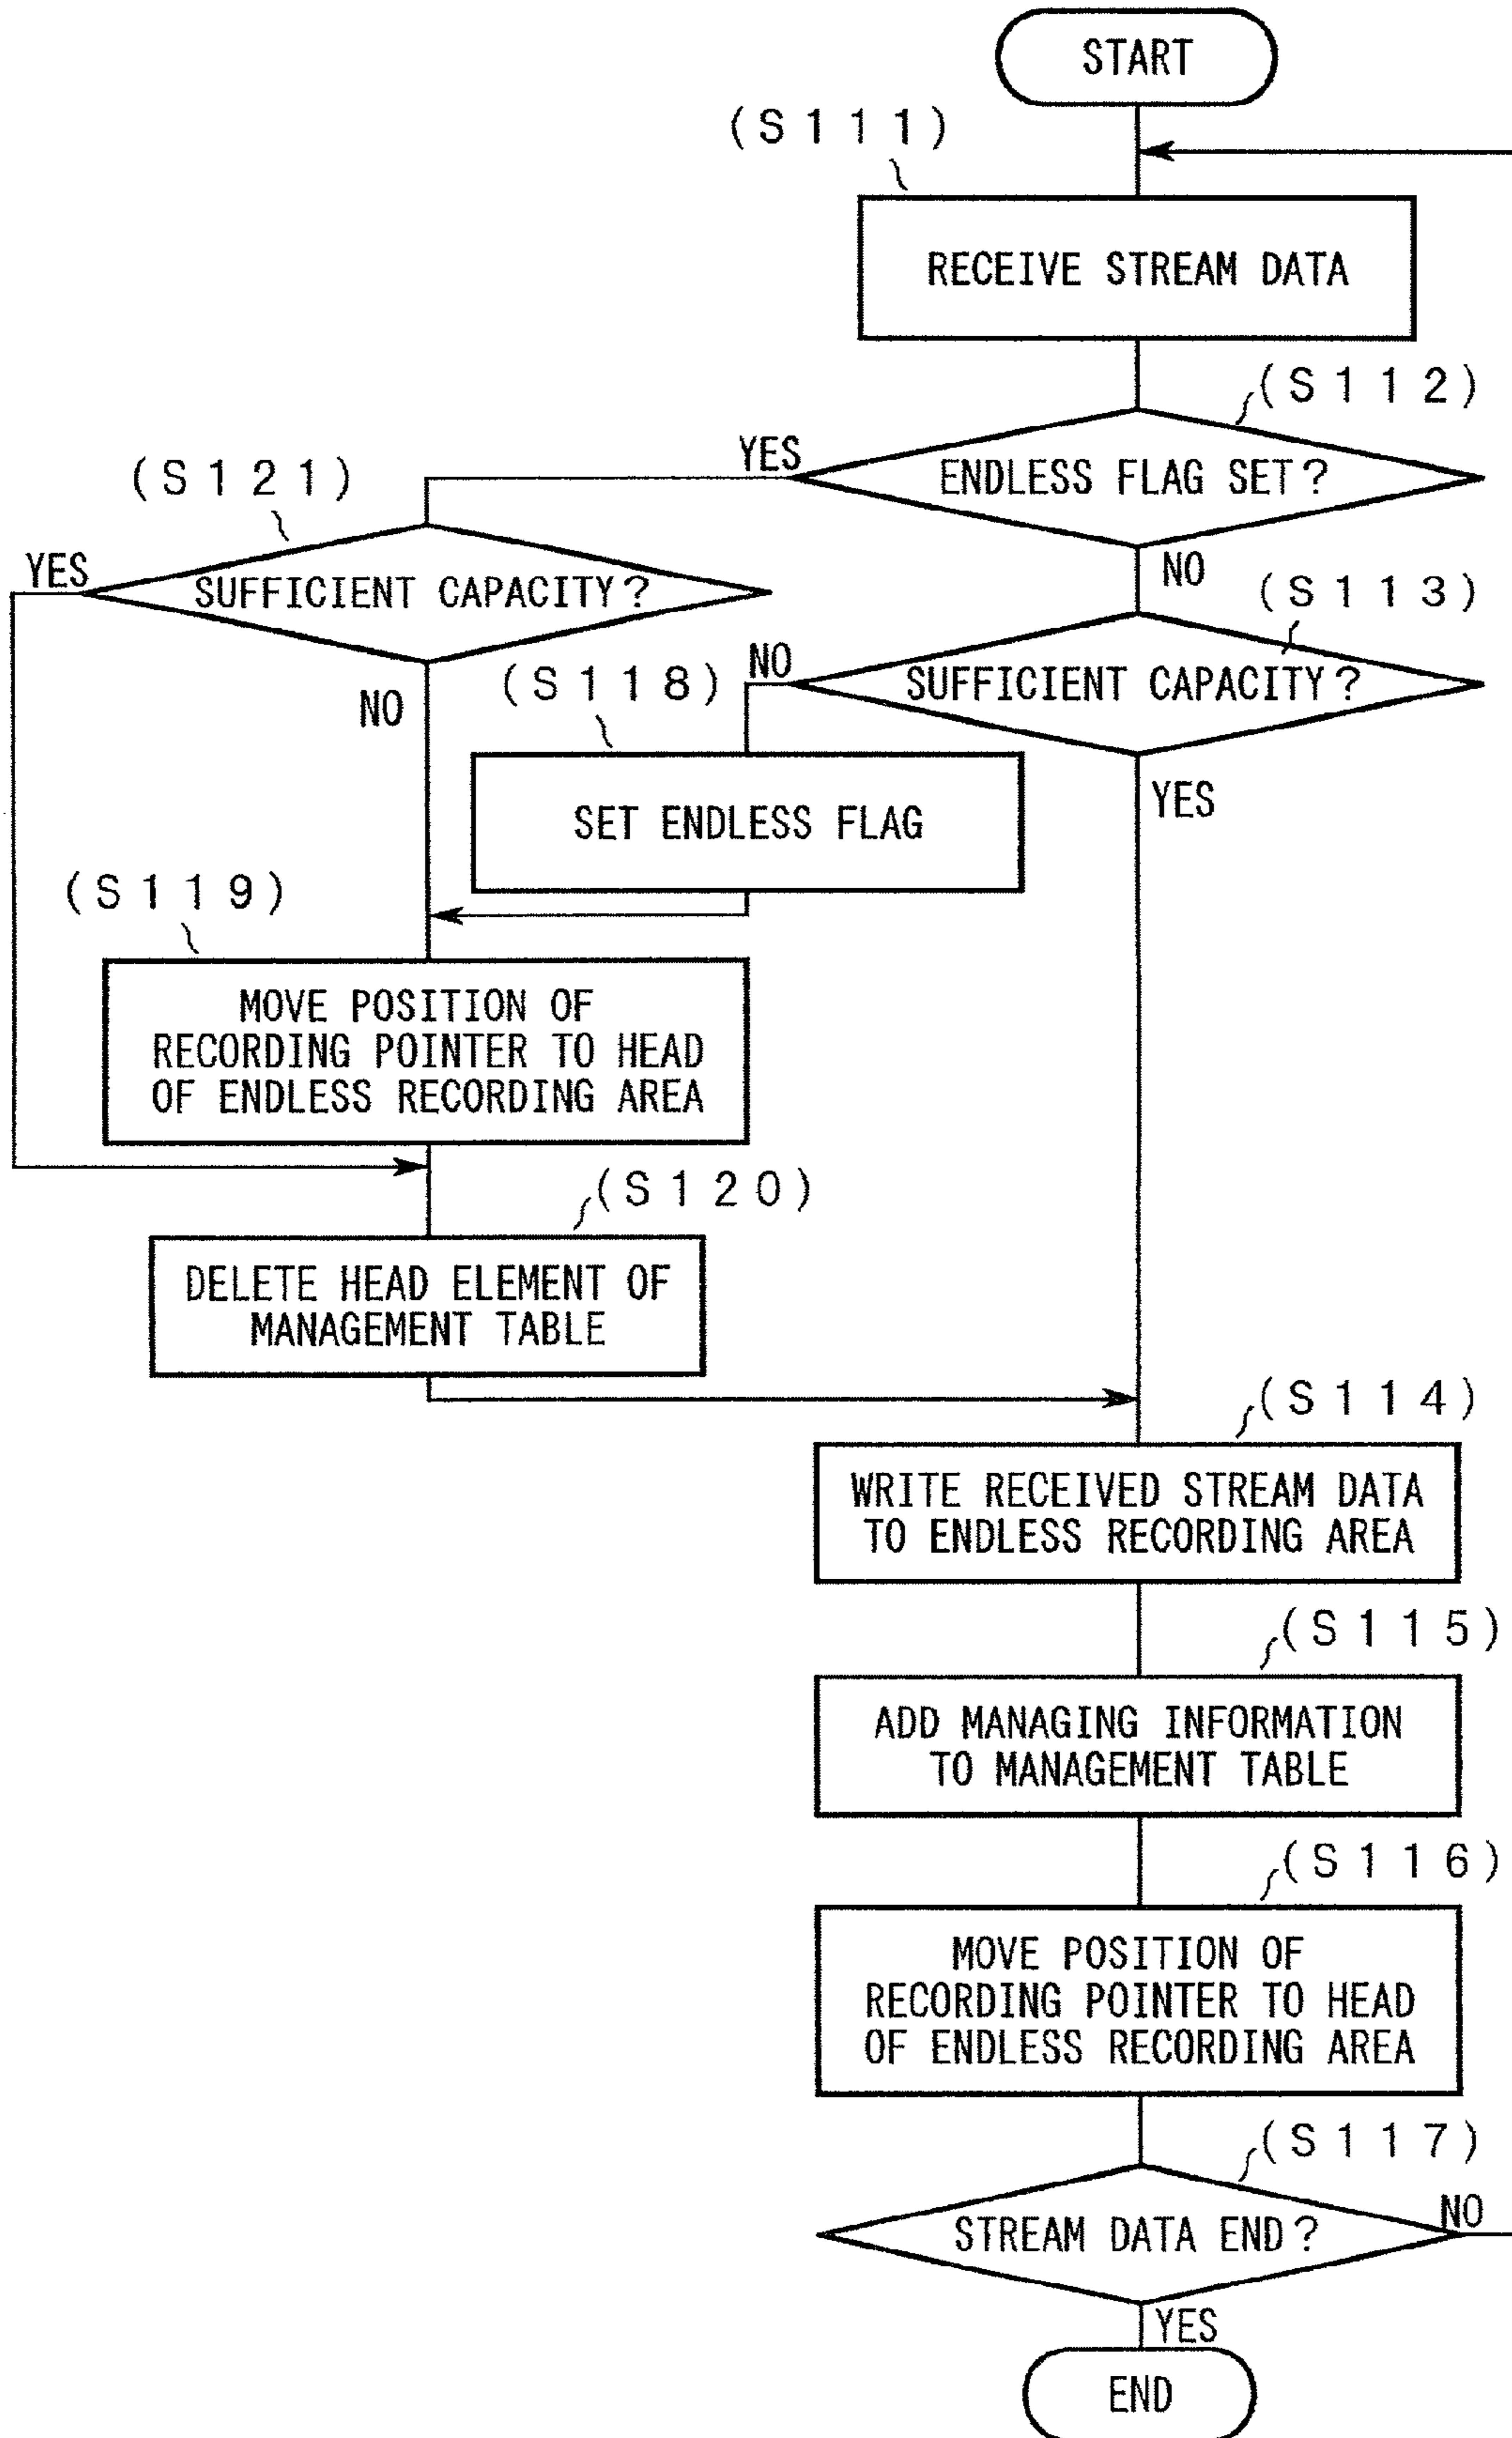 START
(S111)
RECEIVE STREAM DATA
(S112)
YES
ENDLESS FLAG SET?
(S121)
NO
YES
SUFFICIENT CAPACITY?
(S113)
NO
SUFFICIENT CAPACITY?
(S118)
NO
YES
SET ENDLESS FLAG
(S119)
MOVE POSITION OF
RECORDING POINTER TO HEAD
OF ENDLESS RECORDING AREA
(S120)
DELETE HEAD ELEMENT OF
MANAGEMENT TABLE
(S114)
WRITE RECEIVED STREAM DATA
TO ENDLESS RECORDING AREA
(S115)
ADD MANAGING INFORMATION
TO MANAGEMENT TABLE
(S116)
MOVE POSITION OF
RECORDING POINTER TO HEAD
OF ENDLESS RECORDING AREA
(S117)
NO
STREAM DATA END?
YES
END